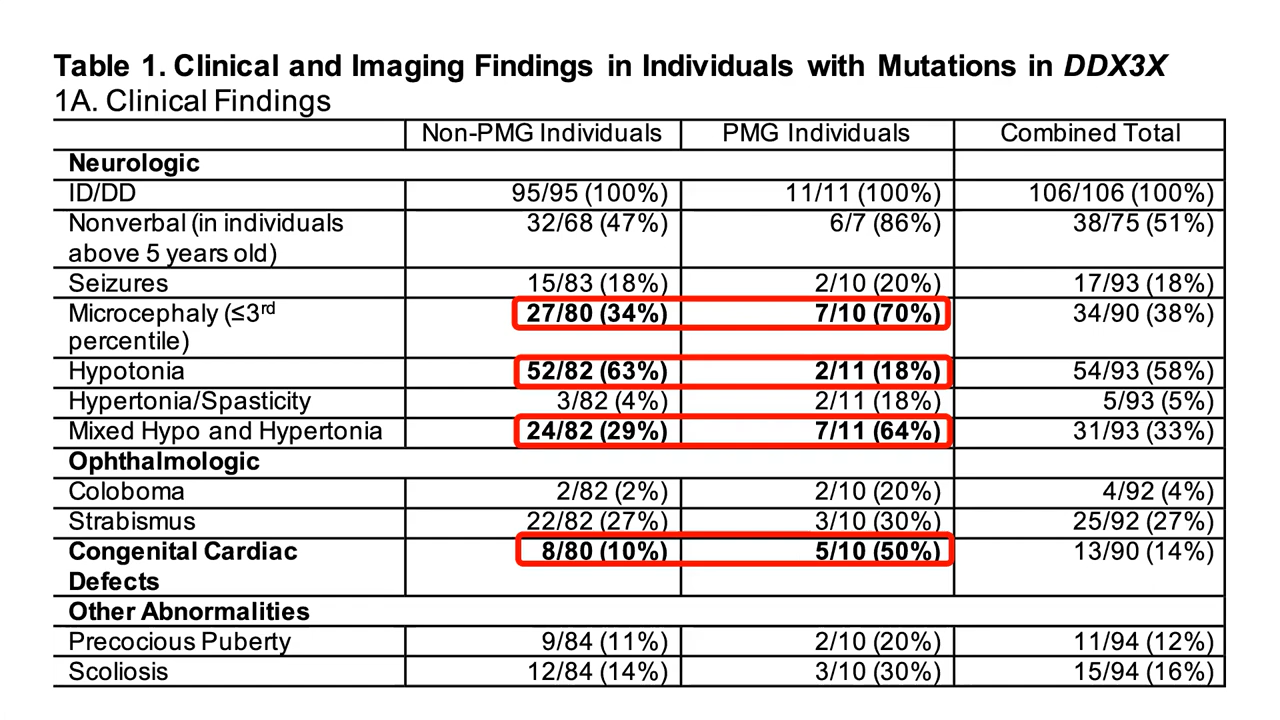 Table 1. Clinical and Imaging Findings in Individuals with Mutations in DDX3X
1A. Clinical Findings
Non-PMG Individuals PMG Individuals Combined Total
Neurologic
ID/DD 95/95 (100%) 11/11 (100%) 106/106 (100%)
Nonverbal (in individuals 32/68 (47%) 6/7 (86%) 38/75 (51%)
above 5 years old)
Seizures 15/83 (18%) 2/10 (20%) 17/93 (18%)
Microcephaly (≤3rd 27/80 (34%) 7/10 (70%) 34/90 (38%)
percentile)
Hypotonia 52/82 (63%) 2/11 (18%) 54/93 (58%)
Hypertonia/Spasticity 3/82 (4%) 2/11 (18%) 5/93 (5%)
Mixed Hypo and Hypertonia 24/82 (29%) 7/11 (64%) 31/93 (33%)
Ophthalmologic
Coloboma 2/82 (2%) 2/10 (20%) 4/92 (4%)
Strabismus 22/82 (27%) 3/10 (30%) 25/92 (27%)
Congenital Cardiac 8/80 (10%) 5/10 (50%) 13/90 (14%)
Defects
Other Abnormalities
Precocious Puberty 9/84 (11%) 2/10 (20%) 11/94 (12%)
Scoliosis 12/84 (14%) 3/10 (30%) 15/94 (16%)